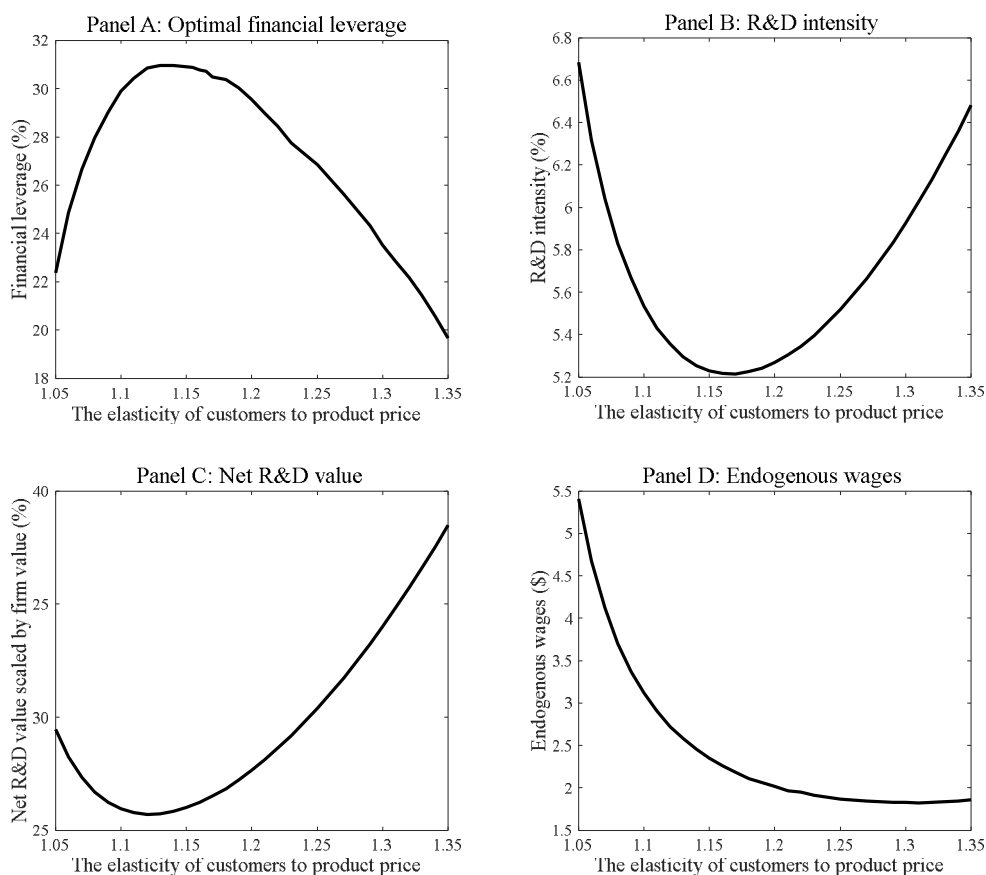 Panel A: Optimal financial leverage
32
30
28
26
24
22
20
18
Financial leverage (%)
1.05 1.1 1.15 1.2 1.25 1.3 1.35
The elasticity of customers to product price
Panel B: R&D intensity
6.8
6.6
6.4
6.2
6
5.8
5.6
5.4
5.2
R&D intensity (%)
1.05 1.1 1.15 1.2 1.25 1.3 1.35
The elasticity of customers to product price
Panel C: Net R&D value
40
25
30
25
Net R&D value scaled by firm value (%)
1.05 1.1 1.15 1.2 1.25 1.3 1.35
The elasticity of customers to product price
Panel D: Endogenous wages
5.5
5
4.5
4
3.5
3
2.5
2
1.5
Endogenous wages ($)
1.05 1.1 1.15 1.2 1.25 1.3 1.35
The elasticity of customers to product price